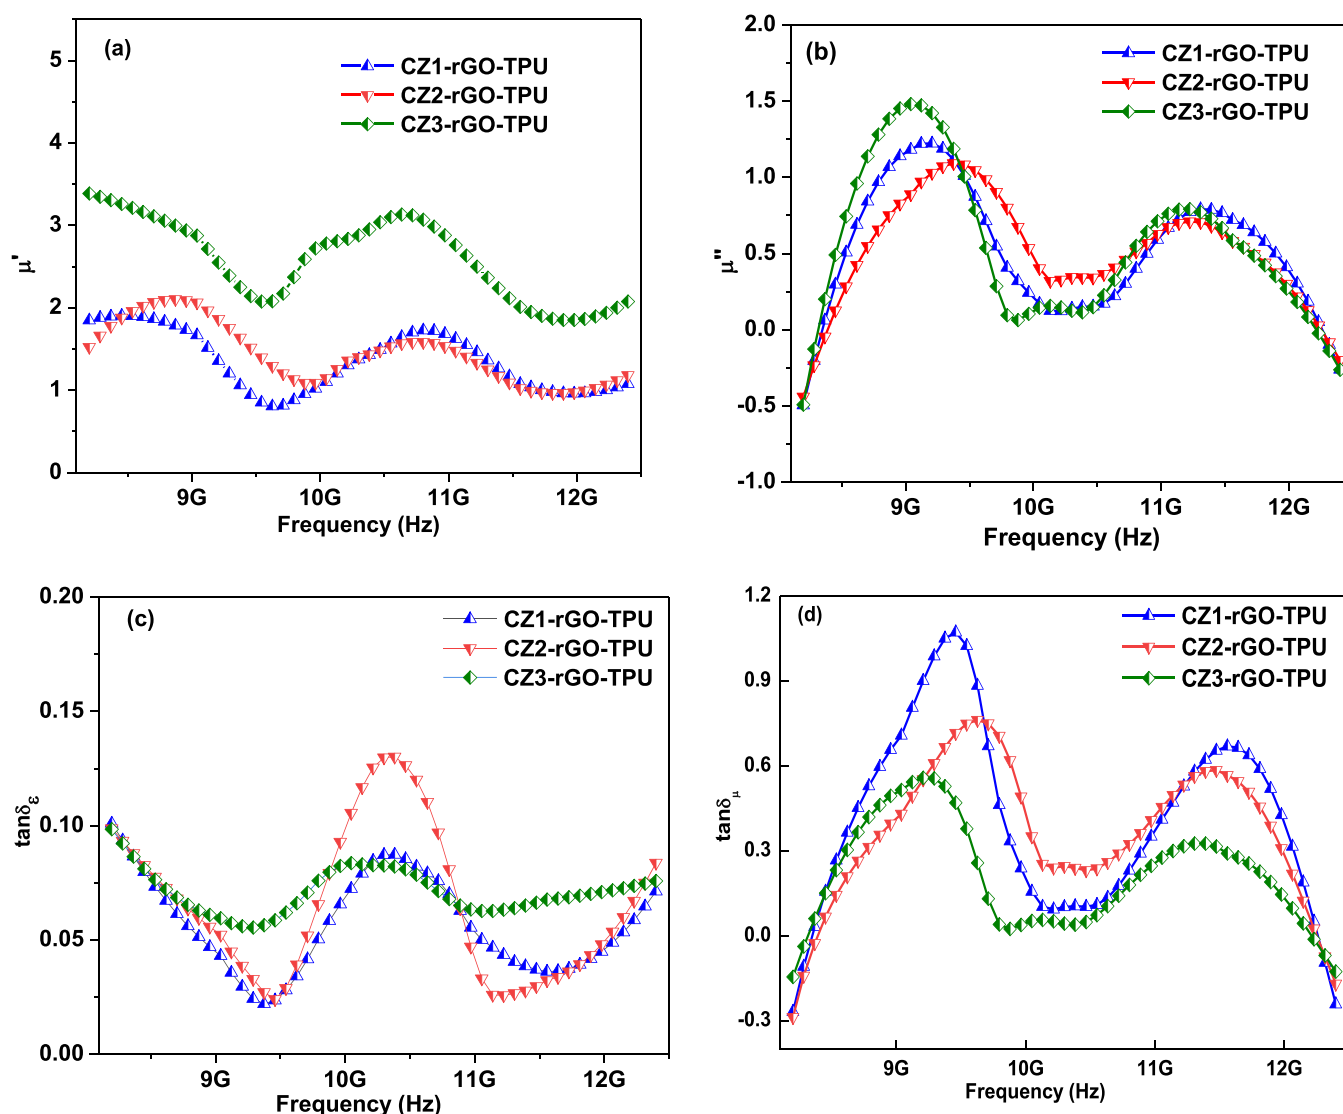 (a)
CZ1-rGO-TPU
CZ2-rGO-TPU
CZ3-rGO-TPU
5
4
3
2
1
0
μ'
9G 10G 11G 12G
Frequency (Hz)
(b)
CZ1-rGO-TPU
CZ2-rGO-TPU
CZ3-rGO-TPU
2.0
1.5
1.0
0.5
0.0
-0.5
-1.0
μ"
9G 10G 11G 12G
Frequency (Hz)
(c)
CZ1-rGO-TPU
CZ2-rGO-TPU
CZ3-rGO-TPU
0.20
0.15
0.10
0.05
0.00
tanδε
9G 10G 11G 12G
Frequency (Hz)
(d)
CZ1-rGO-TPU
CZ2-rGO-TPU
CZ3-rGO-TPU
1.2
0.9
0.6
0.3
0.0
-0.3
tanδμ
9G 10G 11G 12G
Frequency (Hz)